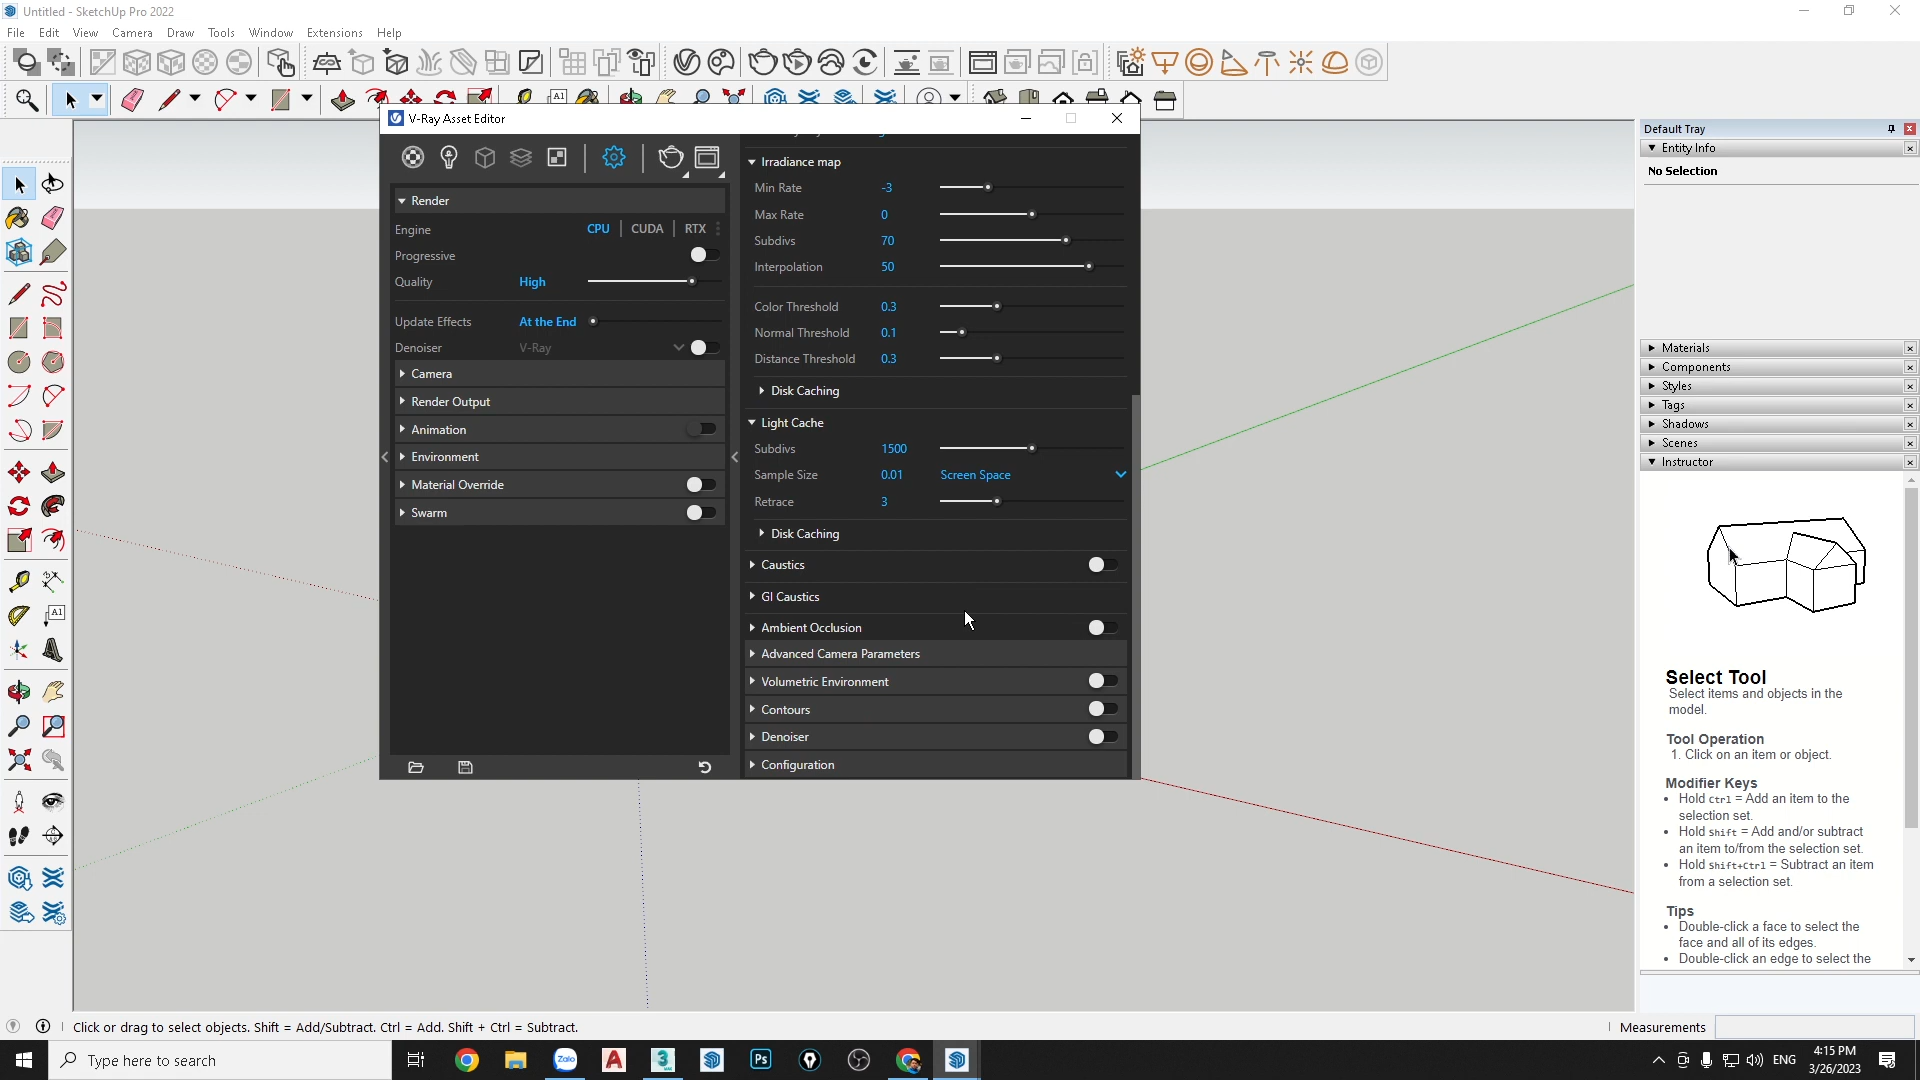 Untitled - SketchUp Pro 2022
File Edit View Camera Draw Tools Window Extensions Help
V-Ray Asset Editor
Render
Engine CPU CUDA RTX
Progressive
Quality High
Update Effects At the End
Denoiser V-Ray
Camera
Render Output
Animation
Environment
Material Override
Swarm
Irradiance map
Min Rate -3
Max Rate 0
Subdivs 70
Interpolation 50
Color Threshold 0.3
Normal Threshold 0.1
Distance Threshold 0.3
Disk Caching
Light Cache
Subdivs 1500
Sample Size 0.01 Screen Space
Retrace 3
Disk Caching
Caustics
GI Caustics
Ambient Occlusion
Advanced Camera Parameters
Volumetric Environment
Contours
Denoiser
Configuration
Default Tray
Entity Info
No Selection
Materials
Components
Styles
Tags
Shadows
Scenes
Instructor
Select Tool
Select items and objects in the
model.
Tool Operation
1. Click on an item or object.
Modifier Keys
• Hold Ctrl = Add an item to the
selection set.
• Hold Shift = Add and/or subtract
an item to/from the selection set.
• Hold Shift+Ctrl = Subtract an item
from a selection set.
Tips
• Double-click a face to select the
face and all of its edges.
• Double-click an edge to select the
Click or drag to select objects. Shift = Add/Subtract. Ctrl = Add. Shift + Ctrl = Subtract.
Measurements
Type here to search
Zalo
Ps
ENG
4:15 PM
3/26/2023